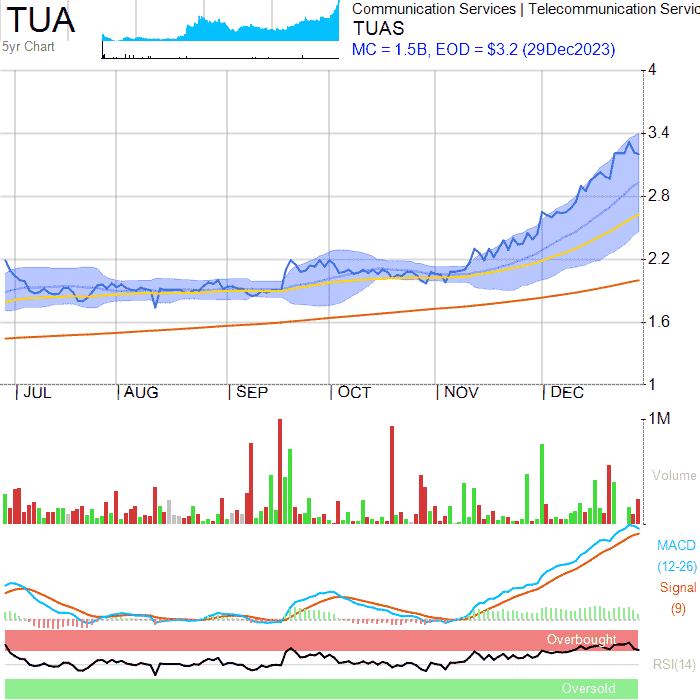 TUA
5yr Chart
Communication Services | Telecommunication Servic
TUAS
MC = 1.5B, EOD = $3.2 (29Dec2023)
4
3.4
2.8
2.2
1.6
1
JUL
AUG
SEP
OCT
NOV
DEC
1M
Volume
MACD
(12-26)
Signal
(9)
Overbought
RSI(14)
Oversold